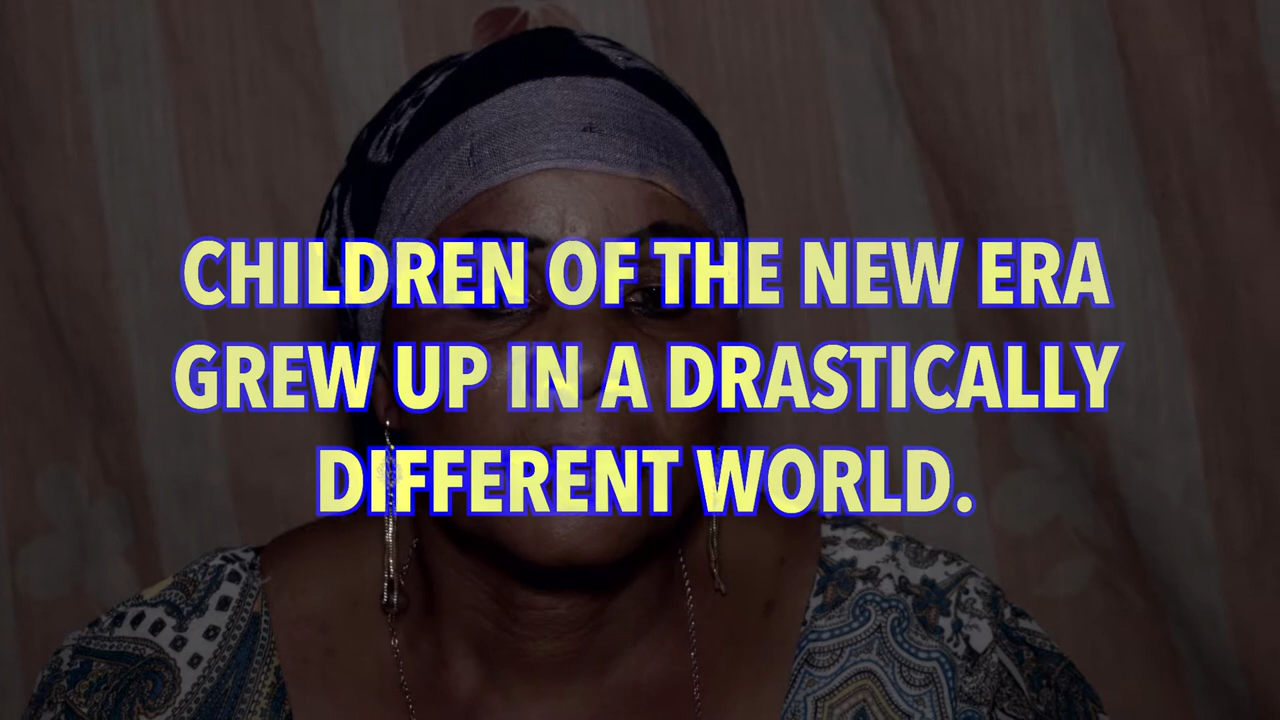 CHILDREN OF THE NEW ERA
GREW UP IN A DRASTICALLY
DIFFERENT WORLD.